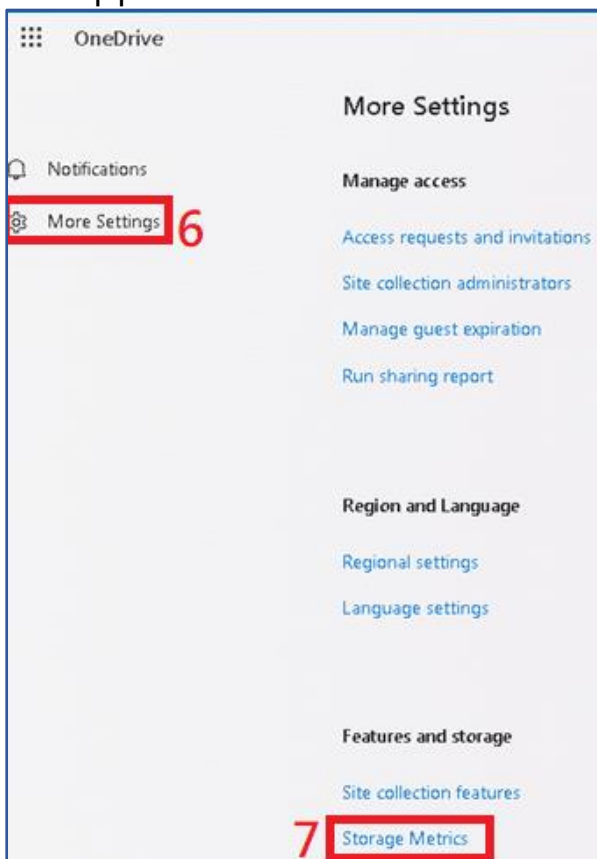 OneDrive
More Settings
Notifications
Manage access
More Settings 6
Access requests and invitations
Site collection administrators
Manage guest expiration
Run sharing report
Region and Language
Regional settings
Language settings
Features and storage
Site collection features
7 Storage Metrics